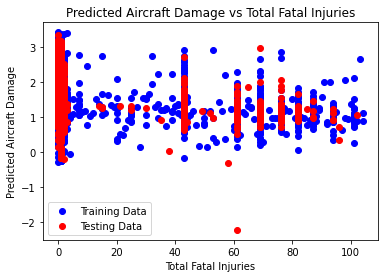 Predicted Aircraft Damage vs Total Fatal Injuries
Predicted Aircraft Damage
3
2
1
0
−1
−2
Training Data
Testing Data
0 20 40 60 80 100
Total Fatal Injuries